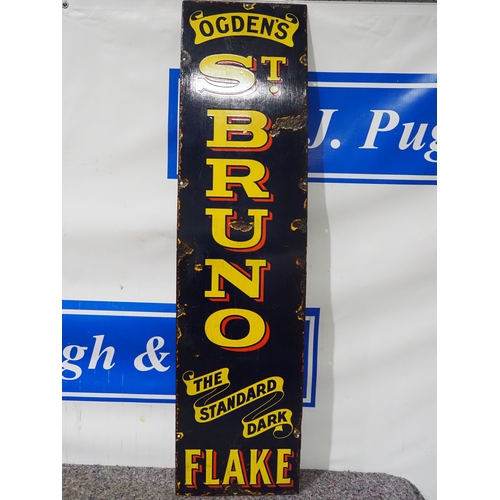 OGDEN'S
ST.
BRUNO
THE
STANDARD
DARK
FLAKE
J. Pug
gh &